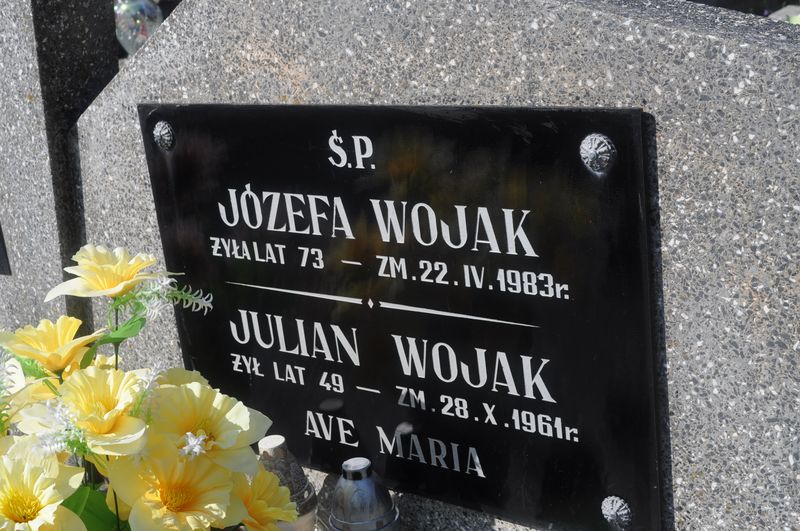 Ś.P.
JÓZEFA WOJAK
ŻYŁA LAT 73 — ZM. 22. IV. 1983r.
JULIAN WOJAK
ŻYŁ LAT 49 — ZM. 28. X. 1961r.
AVE MARIA